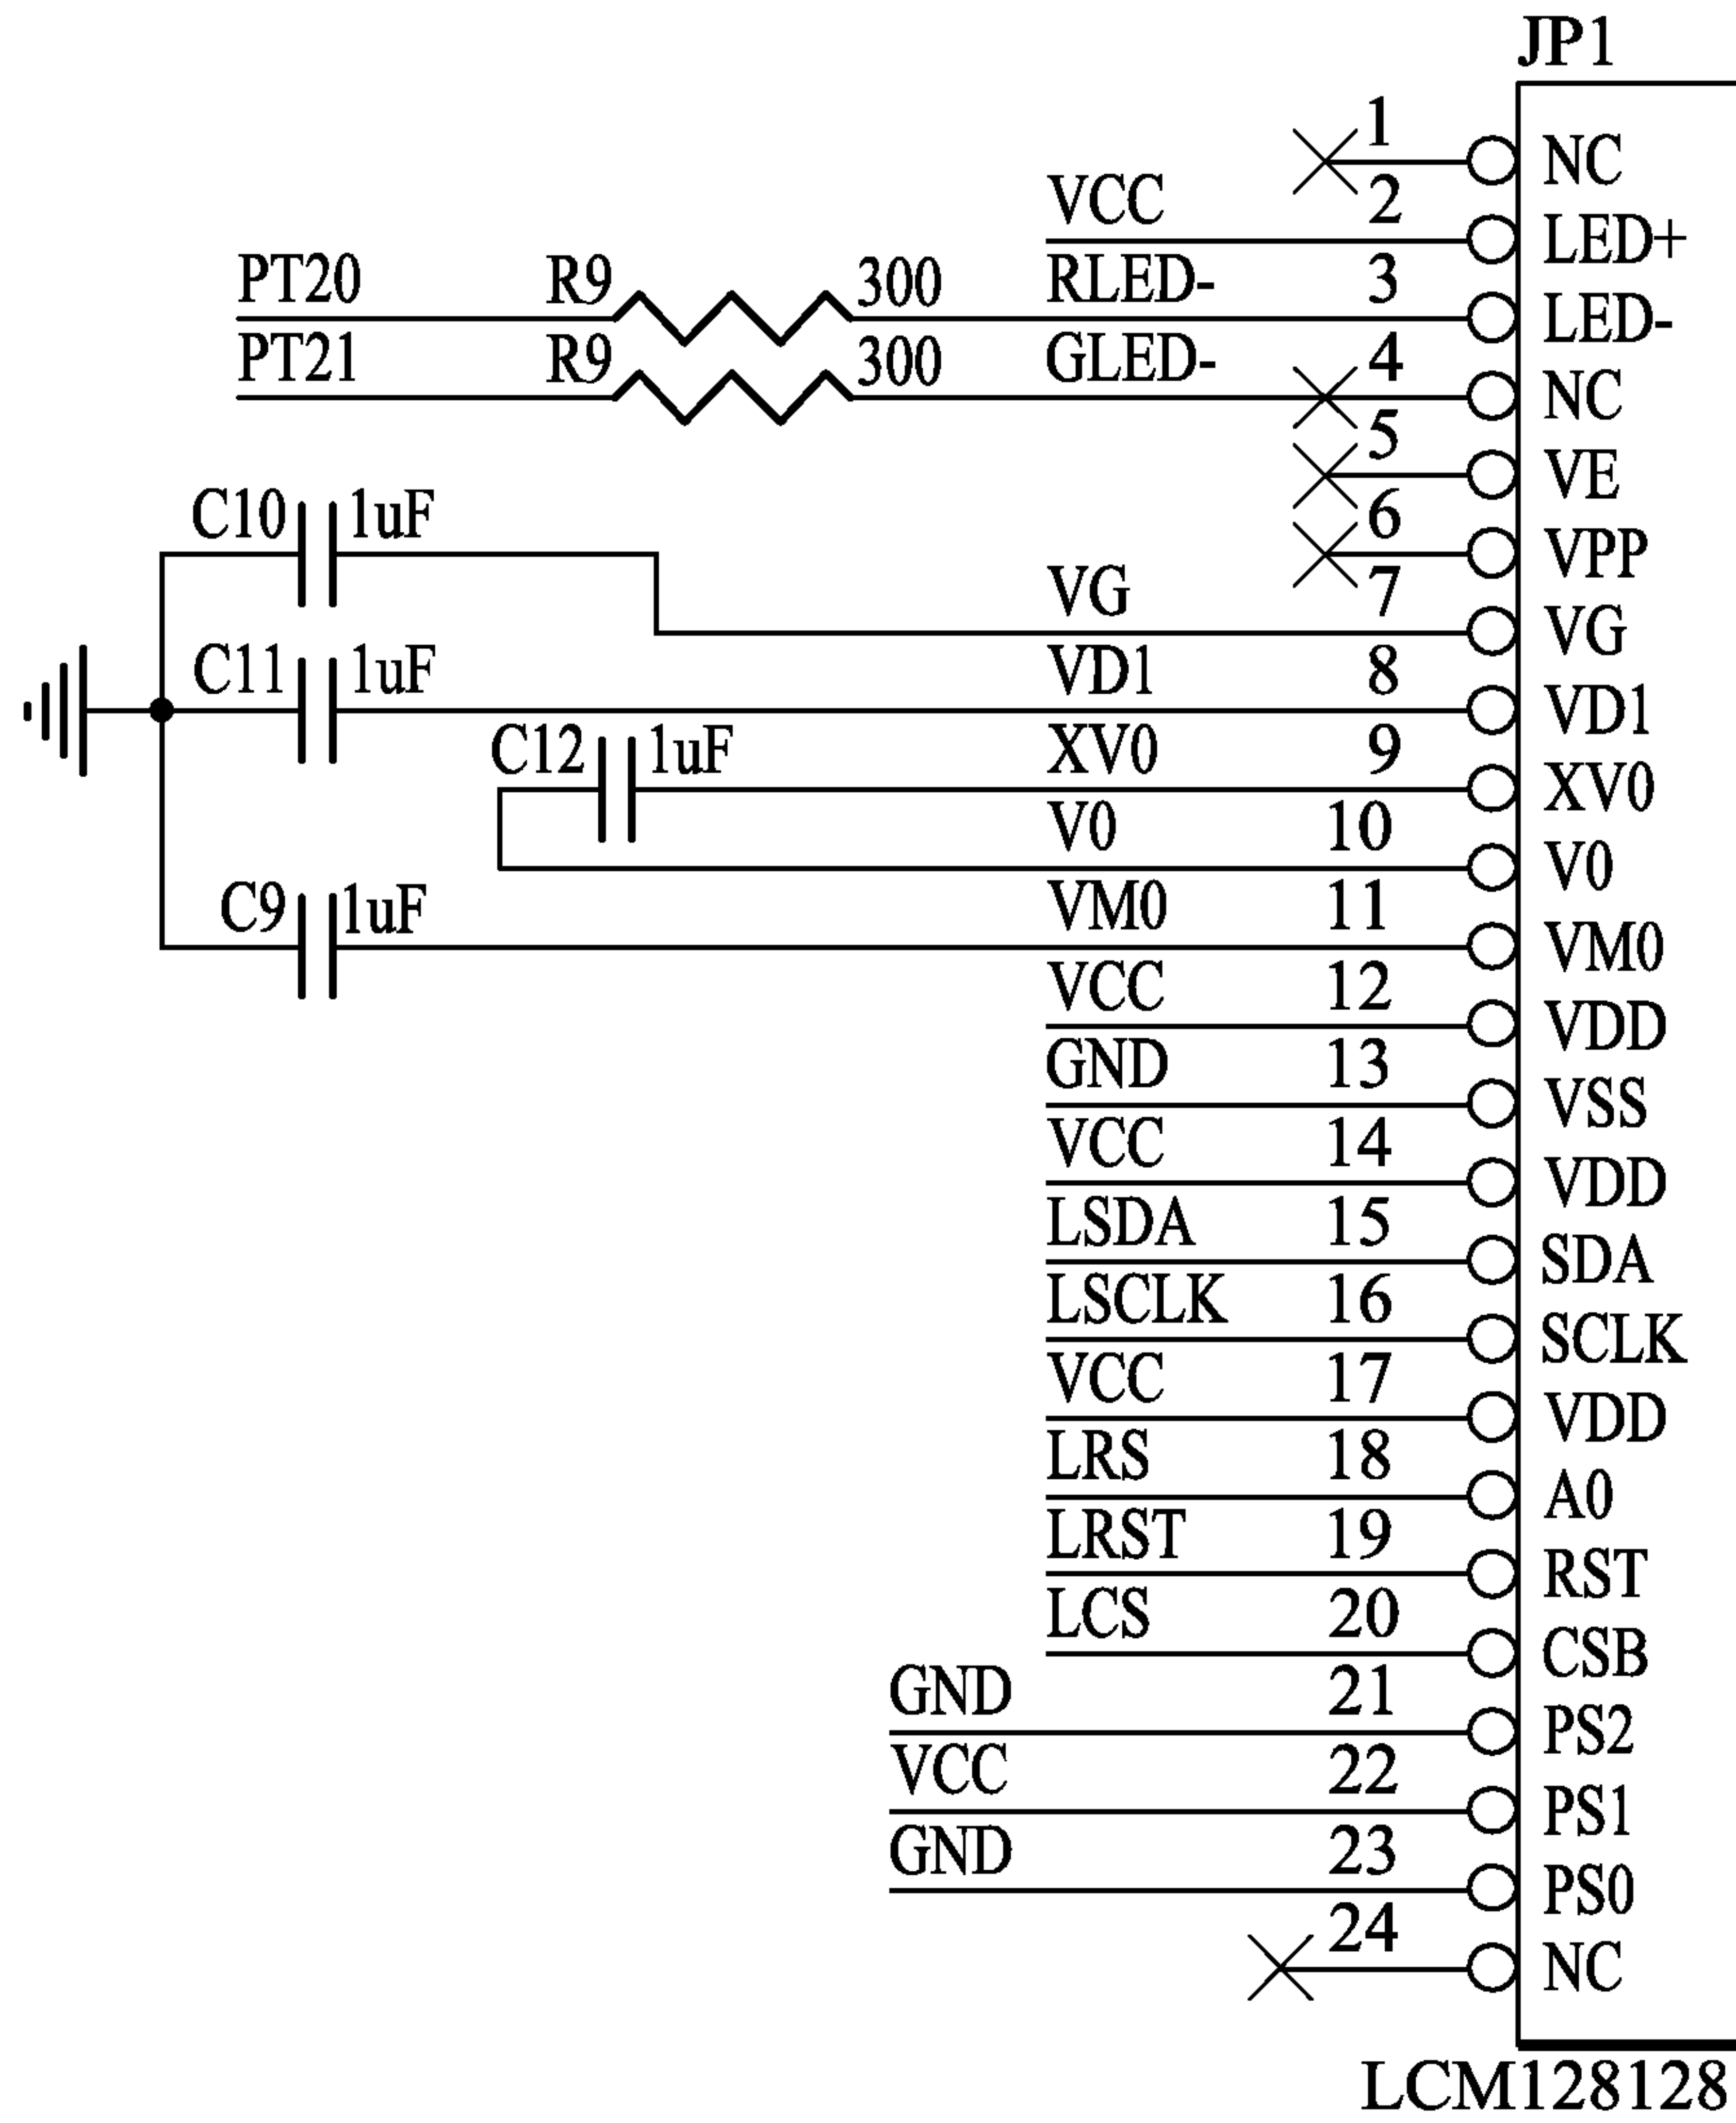 JP1
1 NC
VCC 2 LED+
PT20 R9 300 RLED- 3 LED-
PT21 R9 300 GLED- 4 NC
5 VE
C10 1uF 6 VPP
VG 7 VG
C11 1uF VD1 8 VD1
C12 1uF XV0 9 XV0
V0 10 V0
C9 1uF VM0 11 VM0
VCC 12 VDD
GND 13 VSS
VCC 14 VDD
LSDA 15 SDA
LSCLK 16 SCLK
VCC 17 VDD
LRS 18 A0
LRST 19 RST
LCS 20 CSB
GND 21 PS2
VCC 22 PS1
GND 23 PS0
24 NC
LCM128128